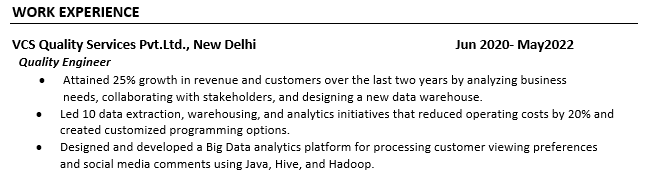 WORK EXPERIENCE
VCS Quality Services Pvt.Ltd., New Delhi Jun 2020- May2022
Quality Engineer
• Attained 25% growth in revenue and customers over the last two years by analyzing business
needs, collaborating with stakeholders, and designing a new data warehouse.
• Led 10 data extraction, warehousing, and analytics initiatives that reduced operating costs by 20% and
created customized programming options.
• Designed and developed a Big Data analytics platform for processing customer viewing preferences
and social media comments using Java, Hive, and Hadoop.